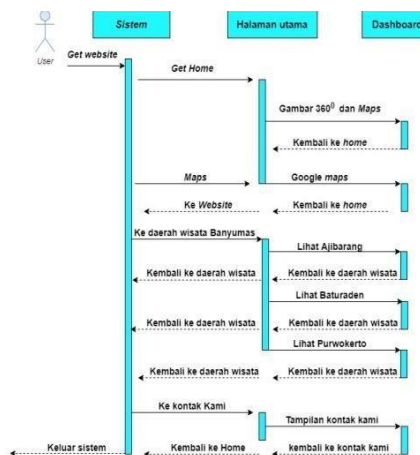 Sistem
Halaman utama
Dashboard
User
Get website
Get Home
Gambar 360⁰ dan Maps
Kembali ke home
Maps
Google maps
Ke Website
Kembali ke home
Ke daerah wisata Banyumas
Lihat Ajibarang
Kembali ke daerah wisata
Kembali ke daerah wisata
Lihat Baturaden
Kembali ke daerah wisata
Kembali ke daerah wisata
Lihat Purwokerto
Kembali ke daerah wisata
Kembali ke daerah wisata
Ke kontak Kami
Tampilan kontak kami
Keluar sistem
Kembali ke Home
kembali ke kontak kami